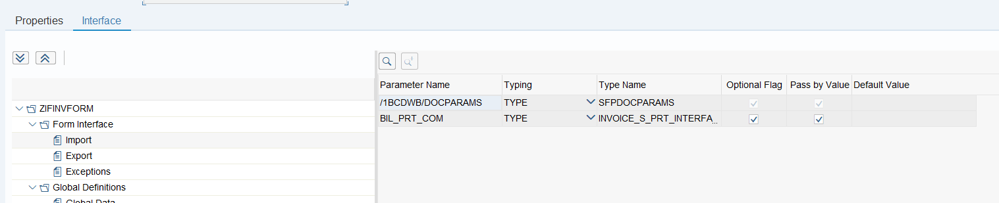 Properties Interface
Parameter Name Typing Type Name Optional Flag Pass by Value Default Value
/1BCDWB/DOCPARAMS TYPE SFPDOCPARAMS
BIL_PRT_COM TYPE INVOICE_S_PRT_INTERFA...
ZIFINVFORM
Form Interface
Import
Export
Exceptions
Global Definitions
Global Data